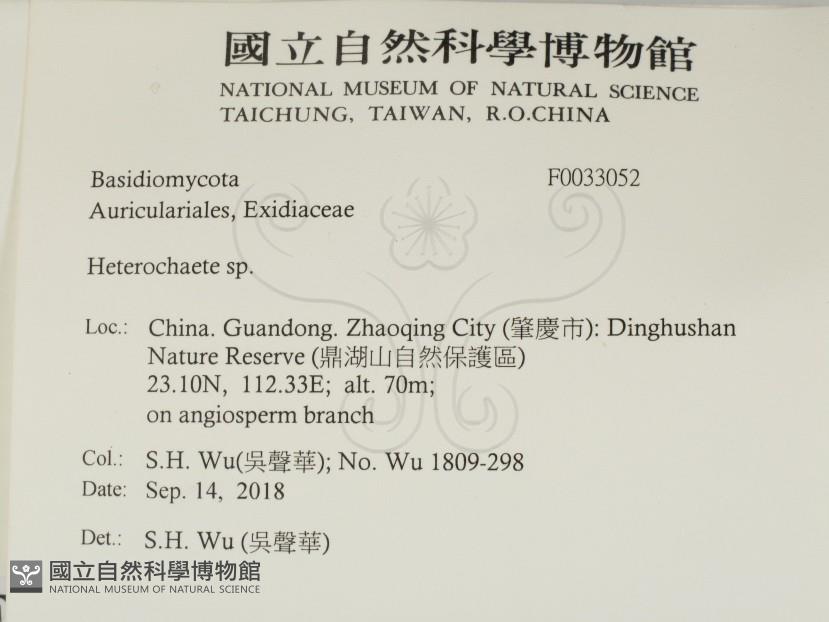 國立自然科學博物館
NATIONAL MUSEUM OF NATURAL SCIENCE
TAICHUNG, TAIWAN, R.O.CHINA
Basidiomycota F0033052
Auriculariales, Exidiaceae
Heterochaete sp.
Loc.: China. Guandong. Zhaoqing City (肇慶市): Dinghushan
Nature Reserve (鼎湖山自然保護區)
23.10N, 112.33E; alt. 70m;
on angiosperm branch
Col.: S.H. Wu(吳聲華); No. Wu 1809-298
Date: Sep. 14, 2018
Det.: S.H. Wu (吳聲華)
國立自然科學博物館
NATIONAL MUSEUM OF NATURAL SCIENCE